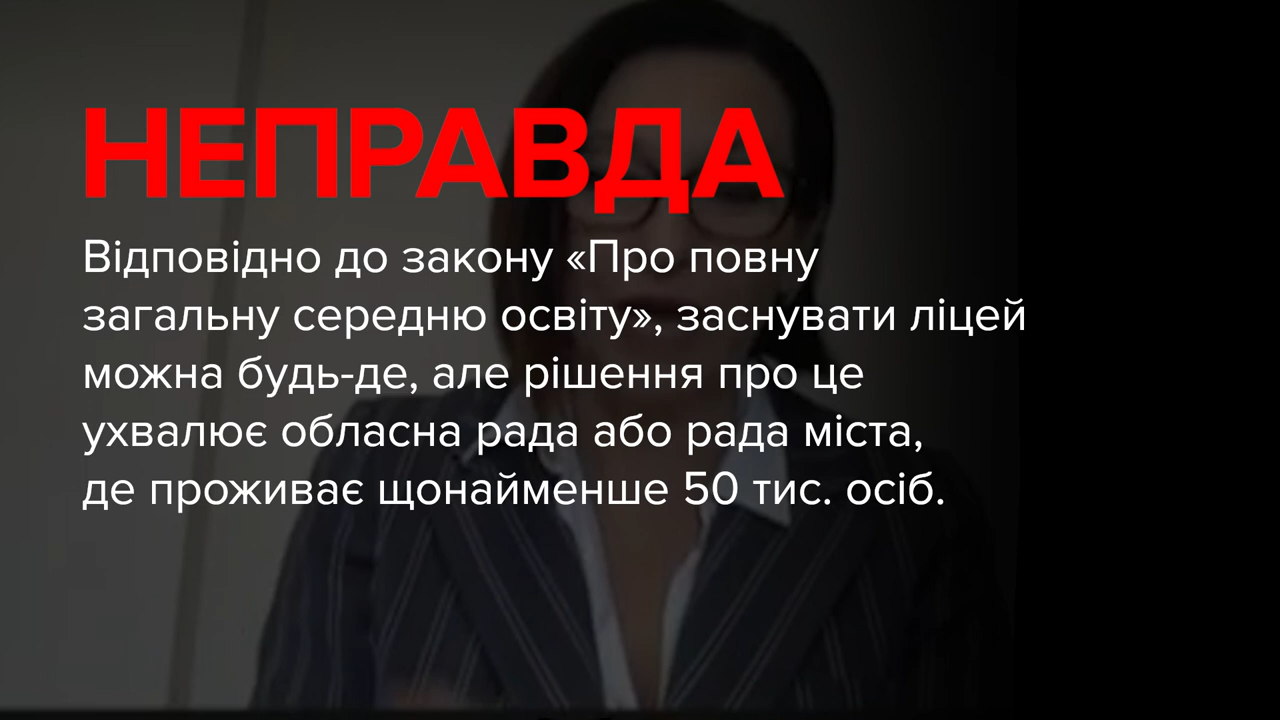 НЕПРАВДА
Відповідно до закону «Про повну
загальну середню освіту», заснувати ліцей
можна будь-де, але рішення про це
ухвалює обласна рада або рада міста,
де проживає щонайменше 50 тис. осіб.